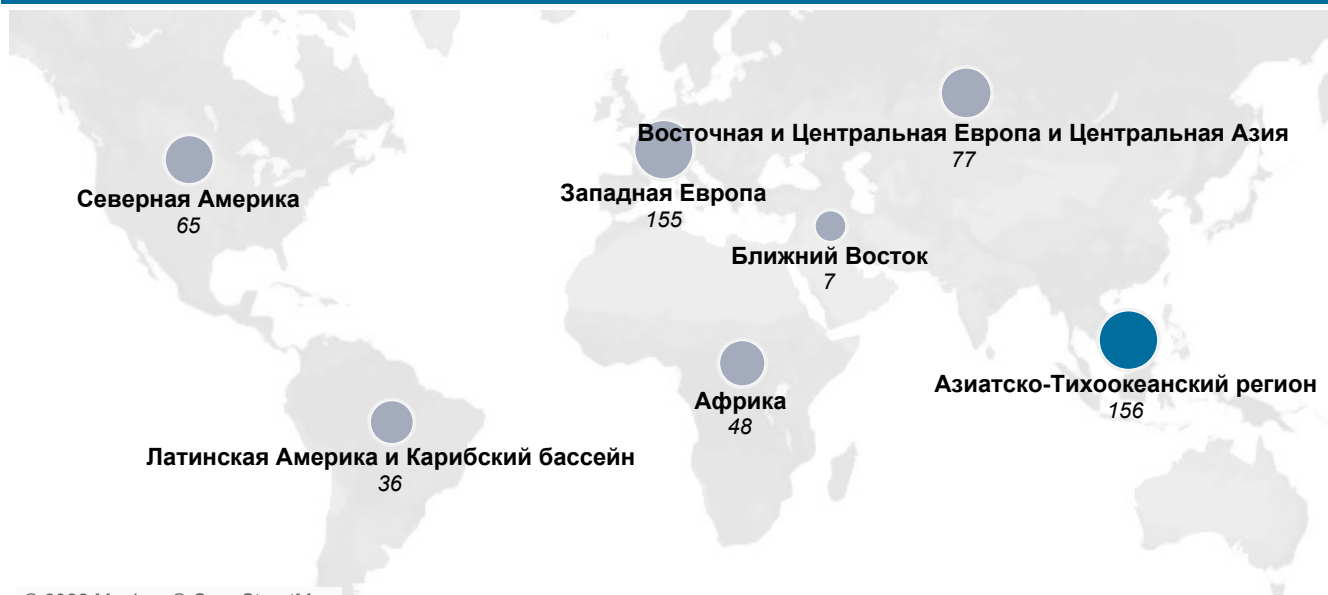 Восточная и Центральная Европа и Центральная Азия
77
Северная Америка
65
Западная Европа
155
Ближний Восток
7
Азиатско-Тихоокеанский регион
156
Африка
48
Латинская Америка и Карибский бассейн
36